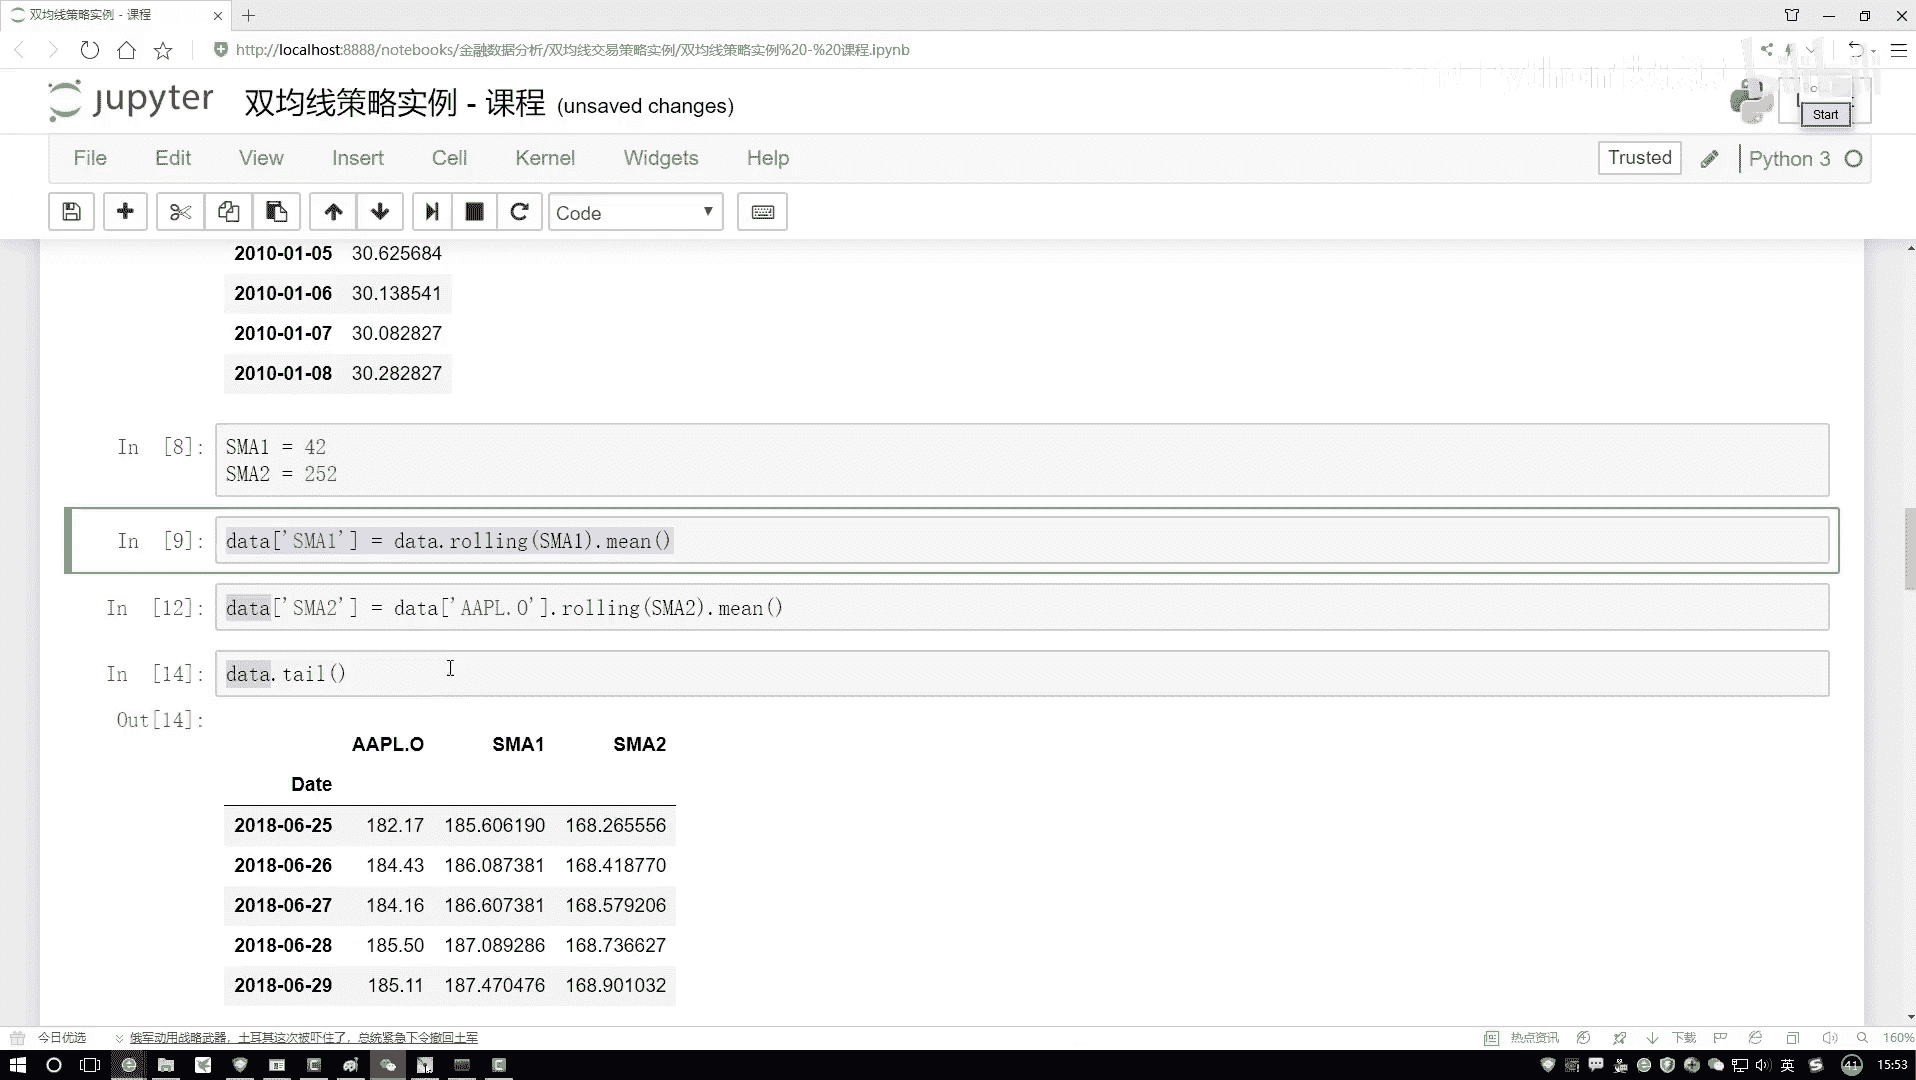 双均线策略实例 - 课程
http://localhost:8888/notebooks/金融数据分析/双均线交易策略实例/双均线策略实例%20-%20课程.ipynb
jupyter 双均线策略实例 - 课程 (unsaved changes)
Start
File Edit View Insert Cell Kernel Widgets Help
Trusted Python 3
Code
2010-01-05 30.625684
2010-01-06 30.138541
2010-01-07 30.082827
2010-01-08 30.282827
In [8]: SMA1 = 42
SMA2 = 252
In [9]: data['SMA1'] = data.rolling(SMA1).mean()
In [12]: data['SMA2'] = data['AAPL.O'].rolling(SMA2).mean()
In [14]: data.tail()
Out[14]:
AAPL.O SMA1 SMA2
Date
2018-06-25 182.17 185.606190 168.265556
2018-06-26 184.43 186.087381 168.418770
2018-06-27 184.16 186.607381 168.579206
2018-06-28 185.50 187.089286 168.736627
2018-06-29 185.11 187.470476 168.901032
今日优选 俄军动用战略武器，土耳其这次被吓住了，总统紧急下令撤回土军 热点资讯 下载 160%
英 41 15:53